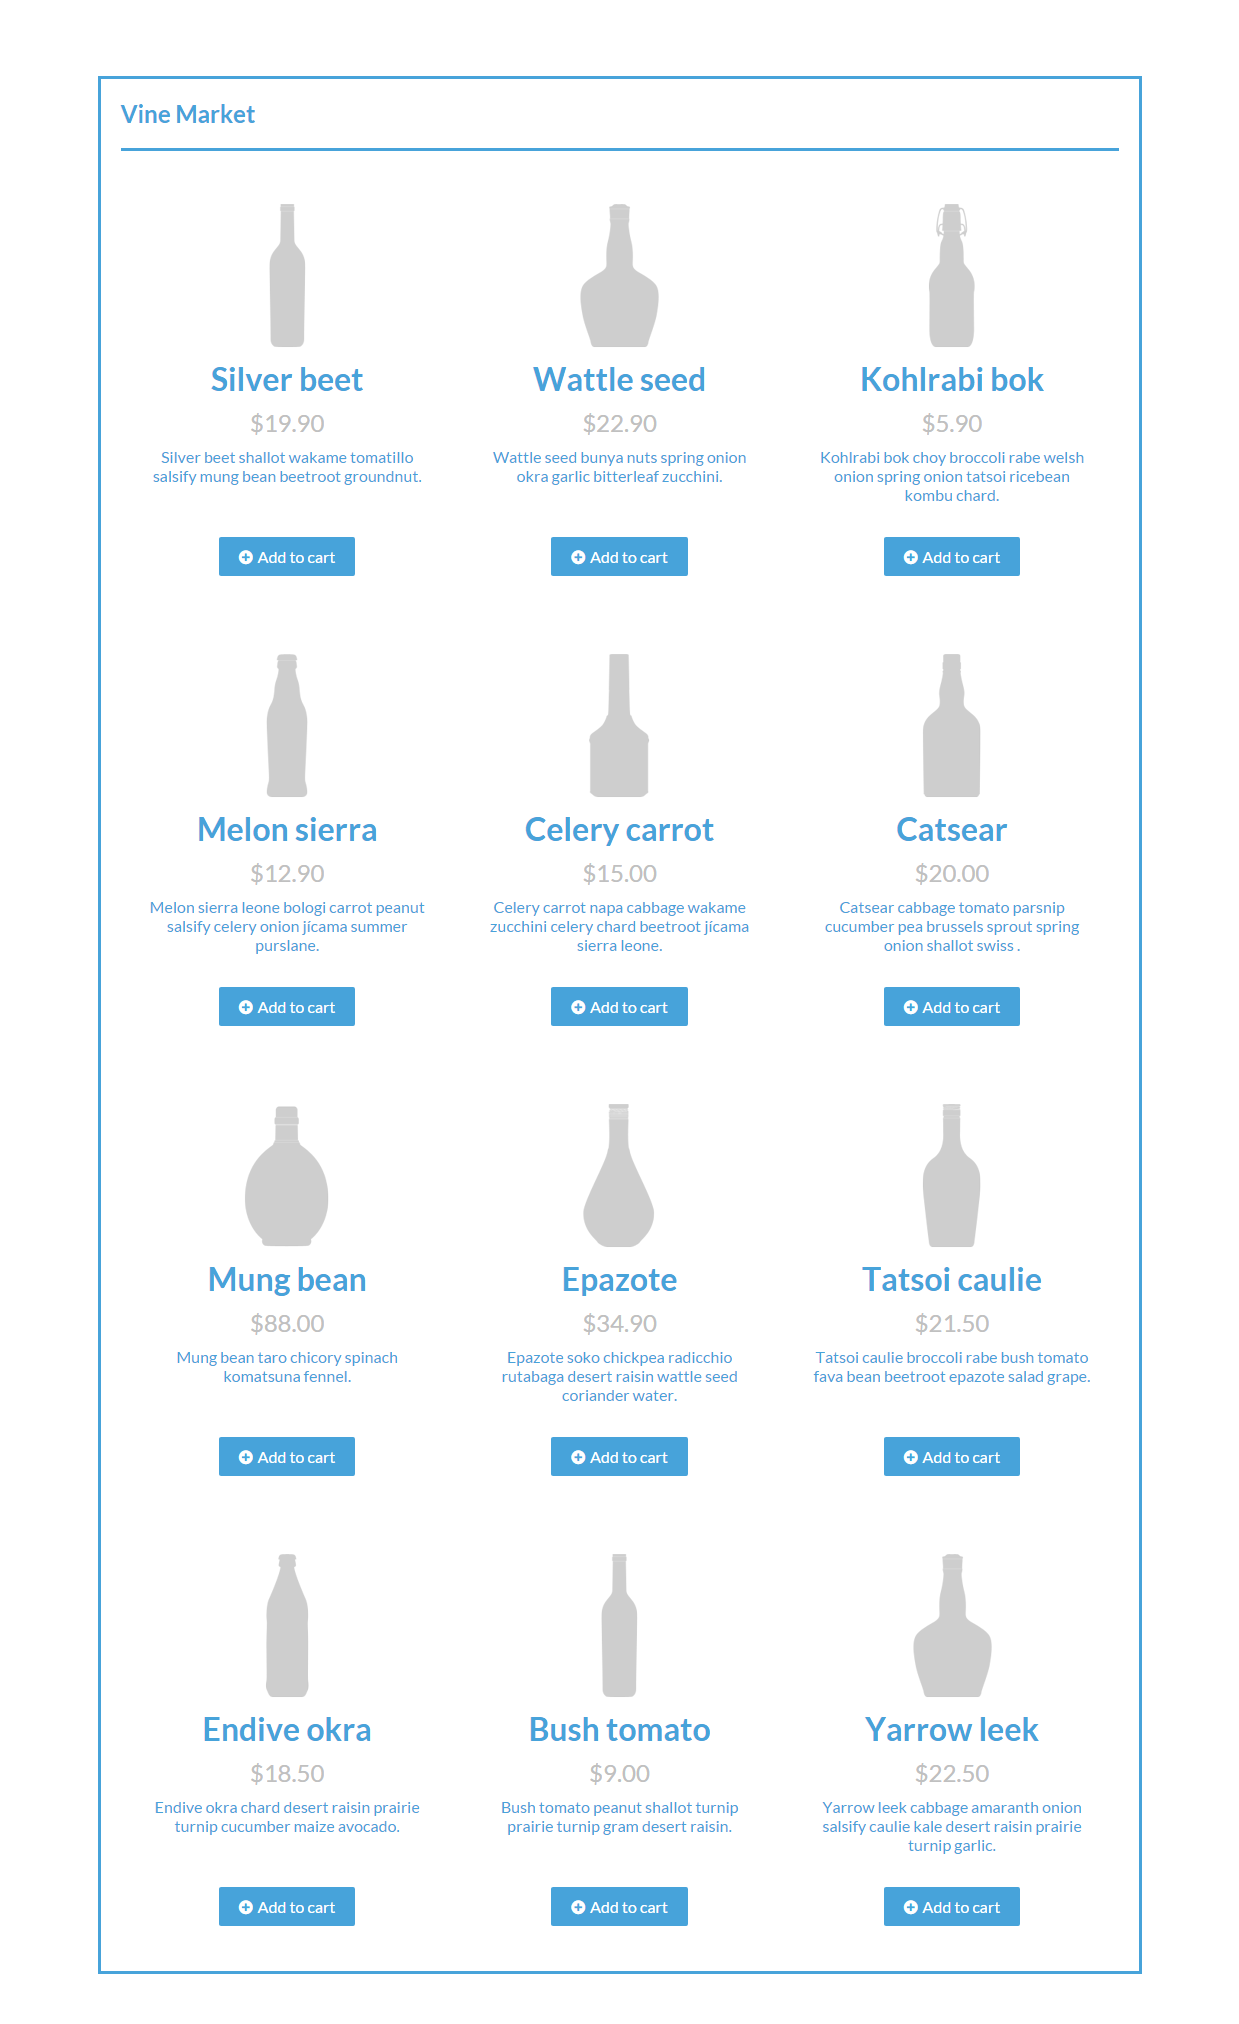 Vine Market
Silver beet
$19.90
Silver beet shallot wakame tomatillo
salsify mung bean beetroot groundnut.
Add to cart
Wattle seed
$22.90
Wattle seed bunya nuts spring onion
okra garlic bitterleaf zucchini.
Add to cart
Kohlrabi bok
$5.90
Kohlrabi bok choy broccoli rabe welsh
onion spring onion tatsoi ricebean
kombu chard.
Add to cart
Melon sierra
$12.90
Melon sierra leone bologi carrot peanut
salsify celery onion jícama summer
purslane.
Add to cart
Celery carrot
$15.00
Celery carrot napa cabbage wakame
zucchini celery chard beetroot jícama
sierra leone.
Add to cart
Catsear
$20.00
Catsear cabbage tomato parsnip
cucumber pea brussels sprout spring
onion shallot swiss .
Add to cart
Mung bean
$88.00
Mung bean taro chicory spinach
komatsuna fennel.
Add to cart
Epazote
$34.90
Epazote soko chickpea radicchio
rutabaga desert raisin wattle seed
coriander water.
Add to cart
Tatsoi caulie
$21.50
Tatsoi caulie broccoli rabe bush tomato
fava bean beetroot epazote salad grape.
Add to cart
Endive okra
$18.50
Endive okra chard desert raisin prairie
turnip cucumber maize avocado.
Add to cart
Bush tomato
$9.00
Bush tomato peanut shallot turnip
prairie turnip gram desert raisin.
Add to cart
Yarrow leek
$22.50
Yarrow leek cabbage amaranth onion
salsify caulie kale desert raisin prairie
turnip garlic.
Add to cart